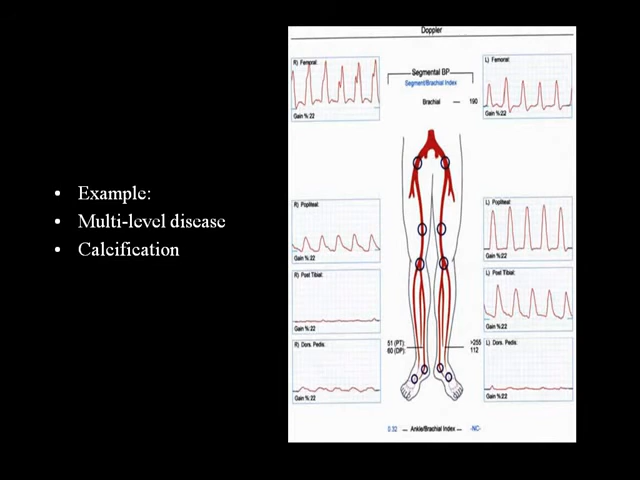 Doppler
R) Femoral:
Gain %:22
Segmental BP
Segment/Brachial Index
Brachial — 190
L) Femoral:
Gain %:22
• Example:
• Multi-level disease
• Calcification
R) Popliteal:
Gain %:22
L) Popliteal:
Gain %:22
R) Post Tibial:
Gain %:22
L) Post Tibial:
Gain %:22
R) Dors. Pedis:
Gain %:22
51 (PT)
60 (DP)
>255
112
L) Dors. Pedis:
Gain %:22
0.32 — Ankle/Brachial Index — -NC-